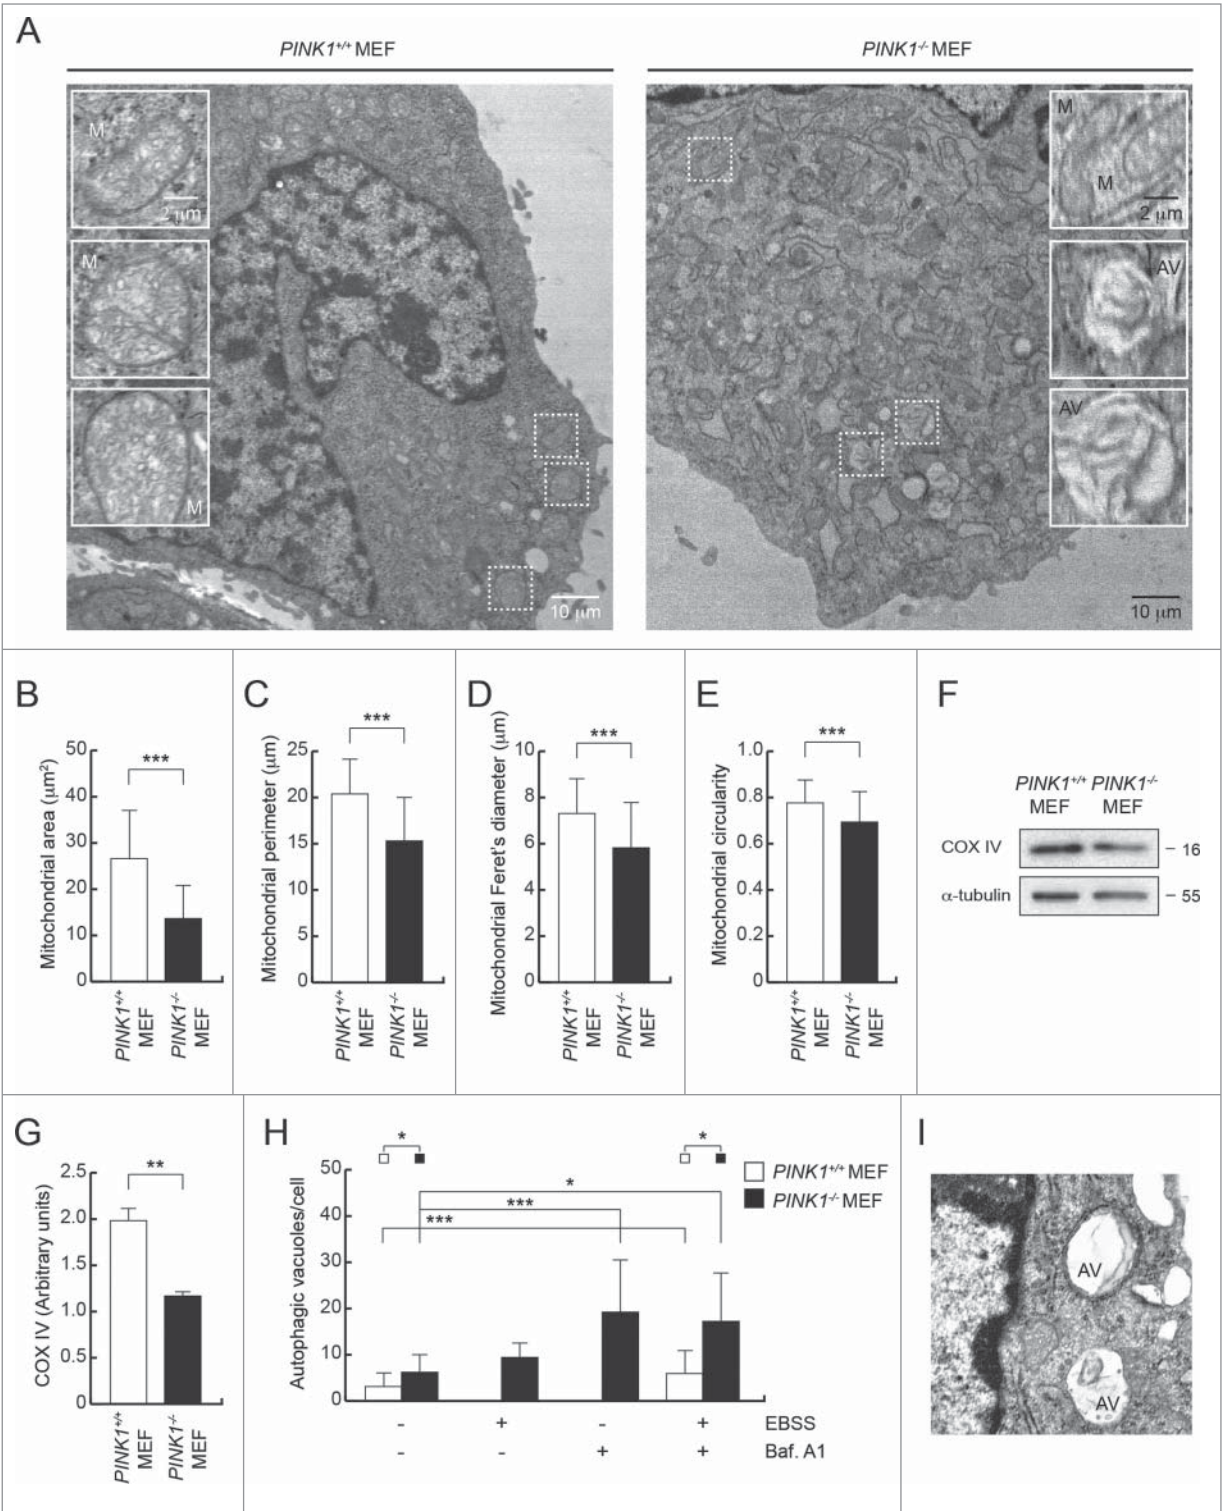 A
PINK1+/+ MEF
PINK1-/- MEF
M
2 μm
M
M
10 μm
M
M
2 μm
AV
AV
10 μm
B
Mitochondrial area (μm²)
50
40
30
20
10
0
***
PINK1+/+ MEF
PINK1-/- MEF
C
Mitochondrial perimeter (μm)
25
20
15
10
5
0
***
PINK1+/+ MEF
PINK1-/- MEF
D
Mitochondrial Feret's diameter (μm)
10
8
6
4
2
0
***
PINK1+/+ MEF
PINK1-/- MEF
E
Mitochondrial circularity
1.0
0.8
0.6
0.4
0.2
0
***
PINK1+/+ MEF
PINK1-/- MEF
F
PINK1+/+ PINK1-/-
MEF MEF
COX IV – 16
α-tubulin – 55
G
COX IV (Arbitrary units)
2.5
2.0
1.5
1.0
0.5
0
**
PINK1+/+ MEF
PINK1-/- MEF
H
Autophagic vacuoles/cell
50
40
30
20
10
0
* *
*
***
***
PINK1+/+ MEF
PINK1-/- MEF
- + - + EBSS
- - + + Baf. A1
I
AV
AV